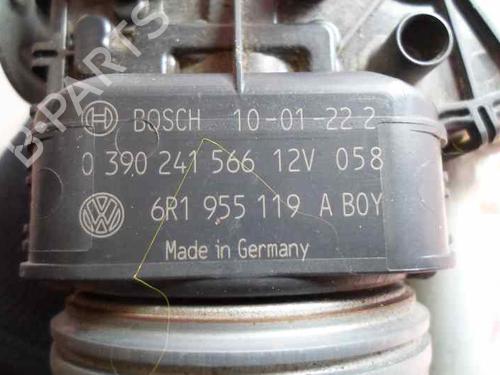 B-PARTS
BOSCH 10-01-22 2
0 390 241 566 12V 058
6R1 955 119 A BOY
Made in Germany